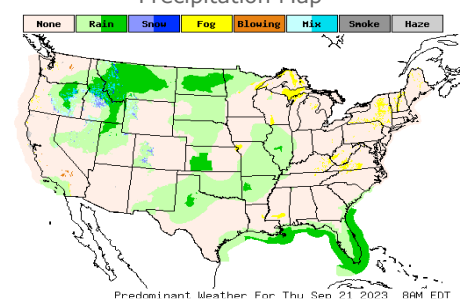 Precipitation Map
None Rain Snow Fog Blowing Mix Smoke Haze
Predominant Weather For Thu Sep 21 2023 8AM EDT